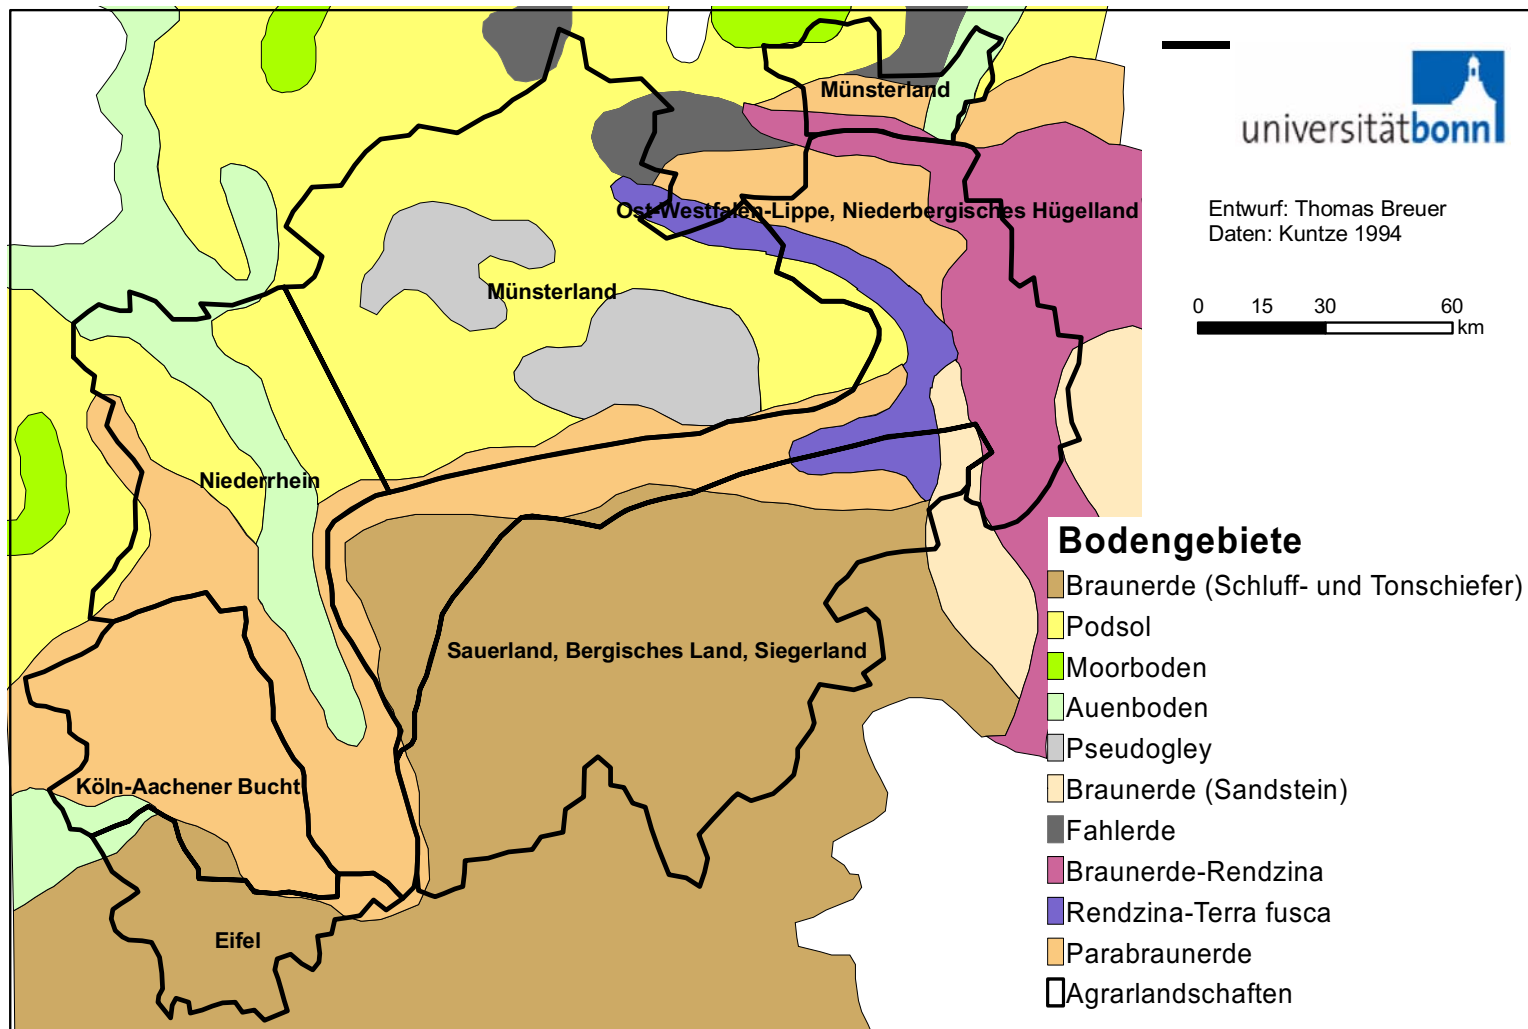 Münsterland
universitätbonn
Ost-Westfalen-Lippe, Niederbergisches Hügelland
Entwurf: Thomas Breuer
Daten: Kuntze 1994
Münsterland
0 15 30 60
km
Niederrhein
Sauerland, Bergisches Land, Siegerland
Köln-Aachener Bucht
Eifel
Bodengebiete
Braunerde (Schluff- und Tonschiefer)
Podsol
Moorboden
Auenboden
Pseudogley
Braunerde (Sandstein)
Fahlerde
Braunerde-Rendzina
Rendzina-Terra fusca
Parabraunerde
Agrarlandschaften